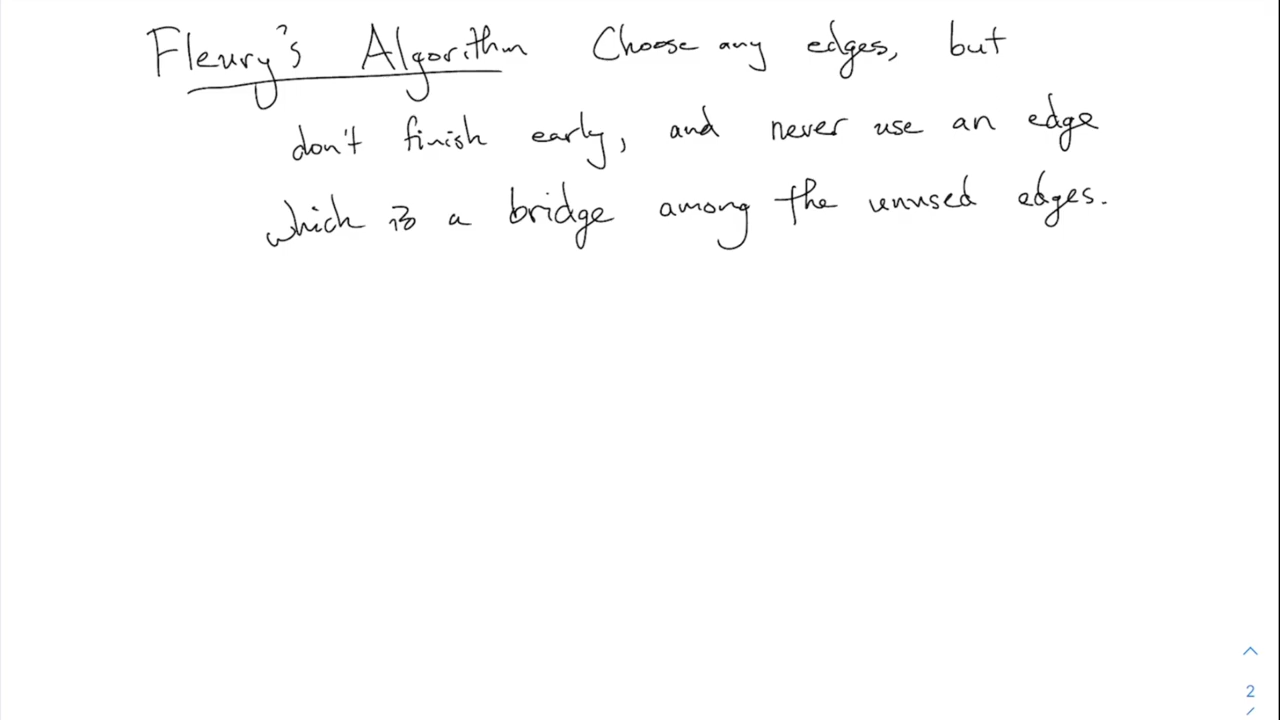 Fleury's Algorithm Choose any edges, but
don't finish early, and never use an edge
which is a bridge among the unused edges.
2